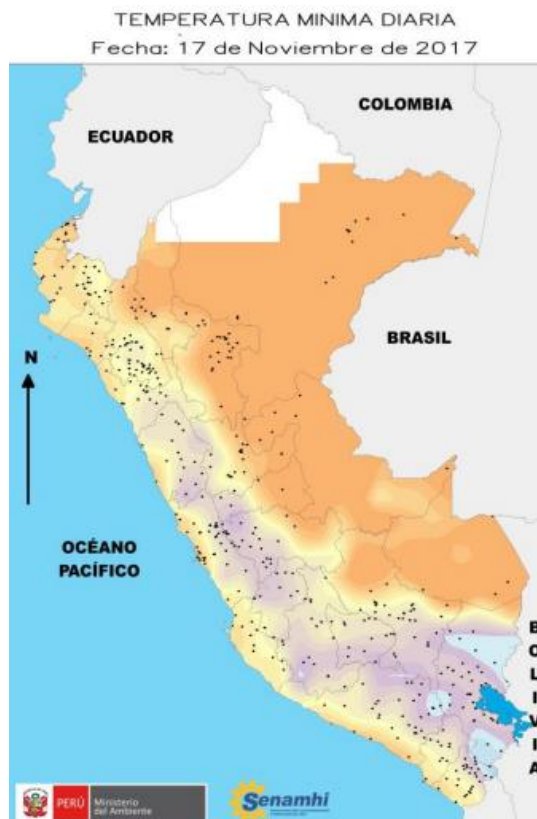 TEMPERATURA MINIMA DIARIA
Fecha: 17 de Noviembre de 2017
COLOMBIA
ECUADOR
BRASIL
N
OCÉANO
PACÍFICO
BOLIVIA
PERÚ
Ministerio
del Ambiente
Senamhi